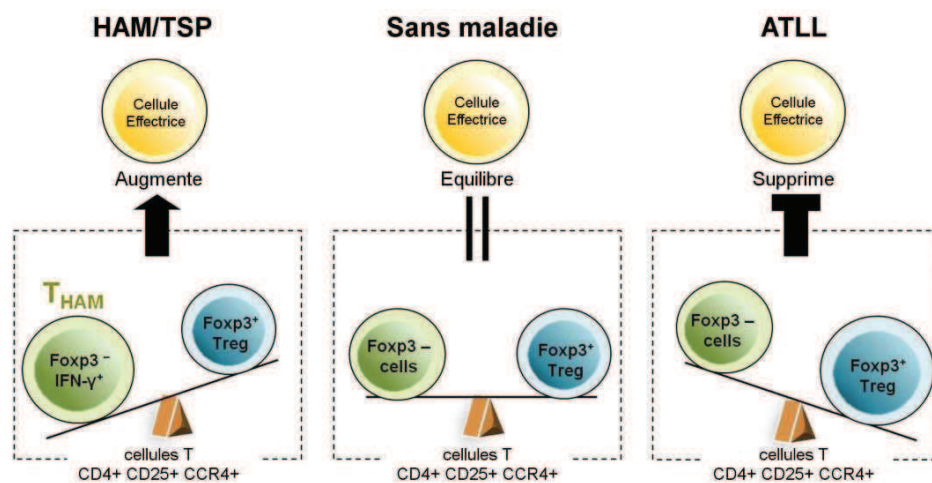 HAM/TSP
Cellule
Effectrice
Augmente
THAM
Foxp3 -
IFN-γ+
Foxp3+
Treg
cellules T
CD4+ CD25+ CCR4+
Sans maladie
Cellule
Effectrice
Equilibre
Foxp3 –
cells
Foxp3+
Treg
cellules T
CD4+ CD25+ CCR4+
ATLL
Cellule
Effectrice
Supprime
Foxp3 –
cells
Foxp3+
Treg
cellules T
CD4+ CD25+ CCR4+